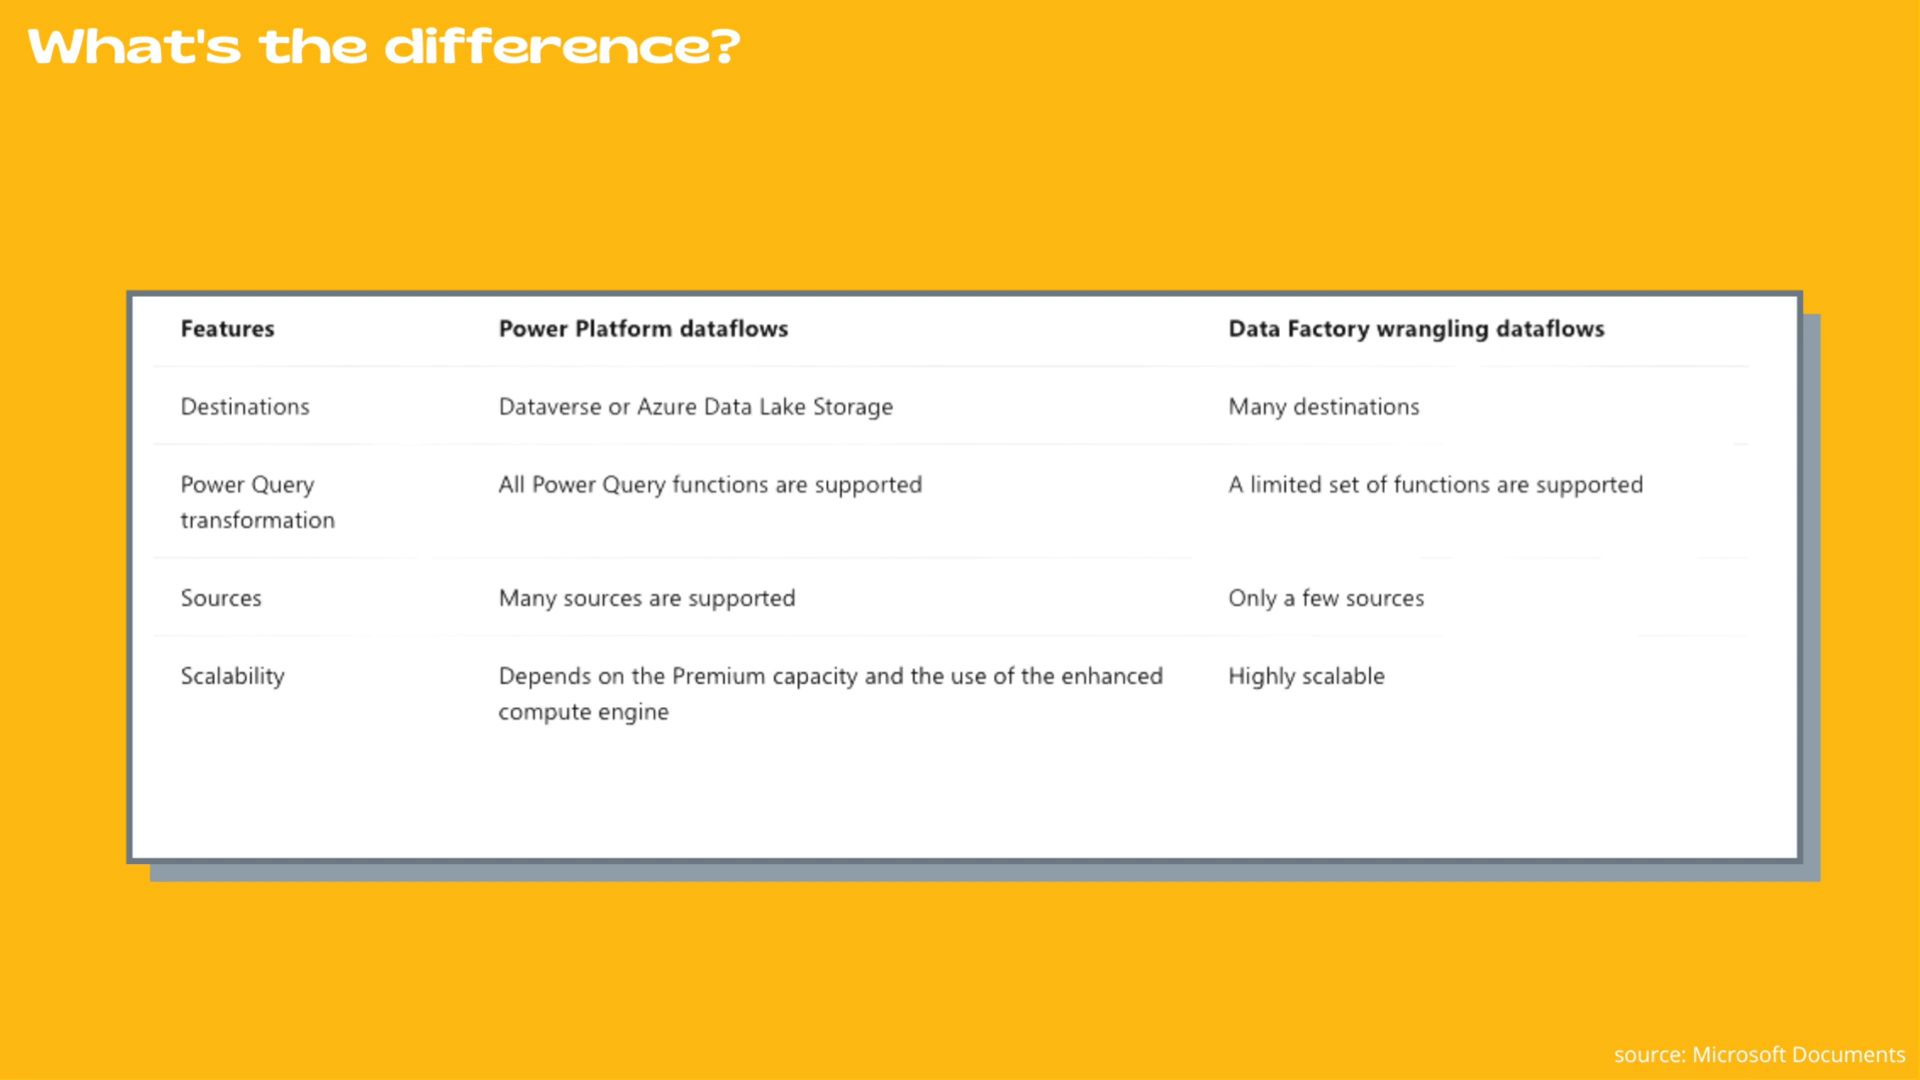 What's the difference?
Features Power Platform dataflows Data Factory wrangling dataflows
Destinations Dataverse or Azure Data Lake Storage Many destinations
Power Query All Power Query functions are supported A limited set of functions are supported
transformation
Sources Many sources are supported Only a few sources
Scalability Depends on the Premium capacity and the use of the enhanced Highly scalable
compute engine
source: Microsoft Documents